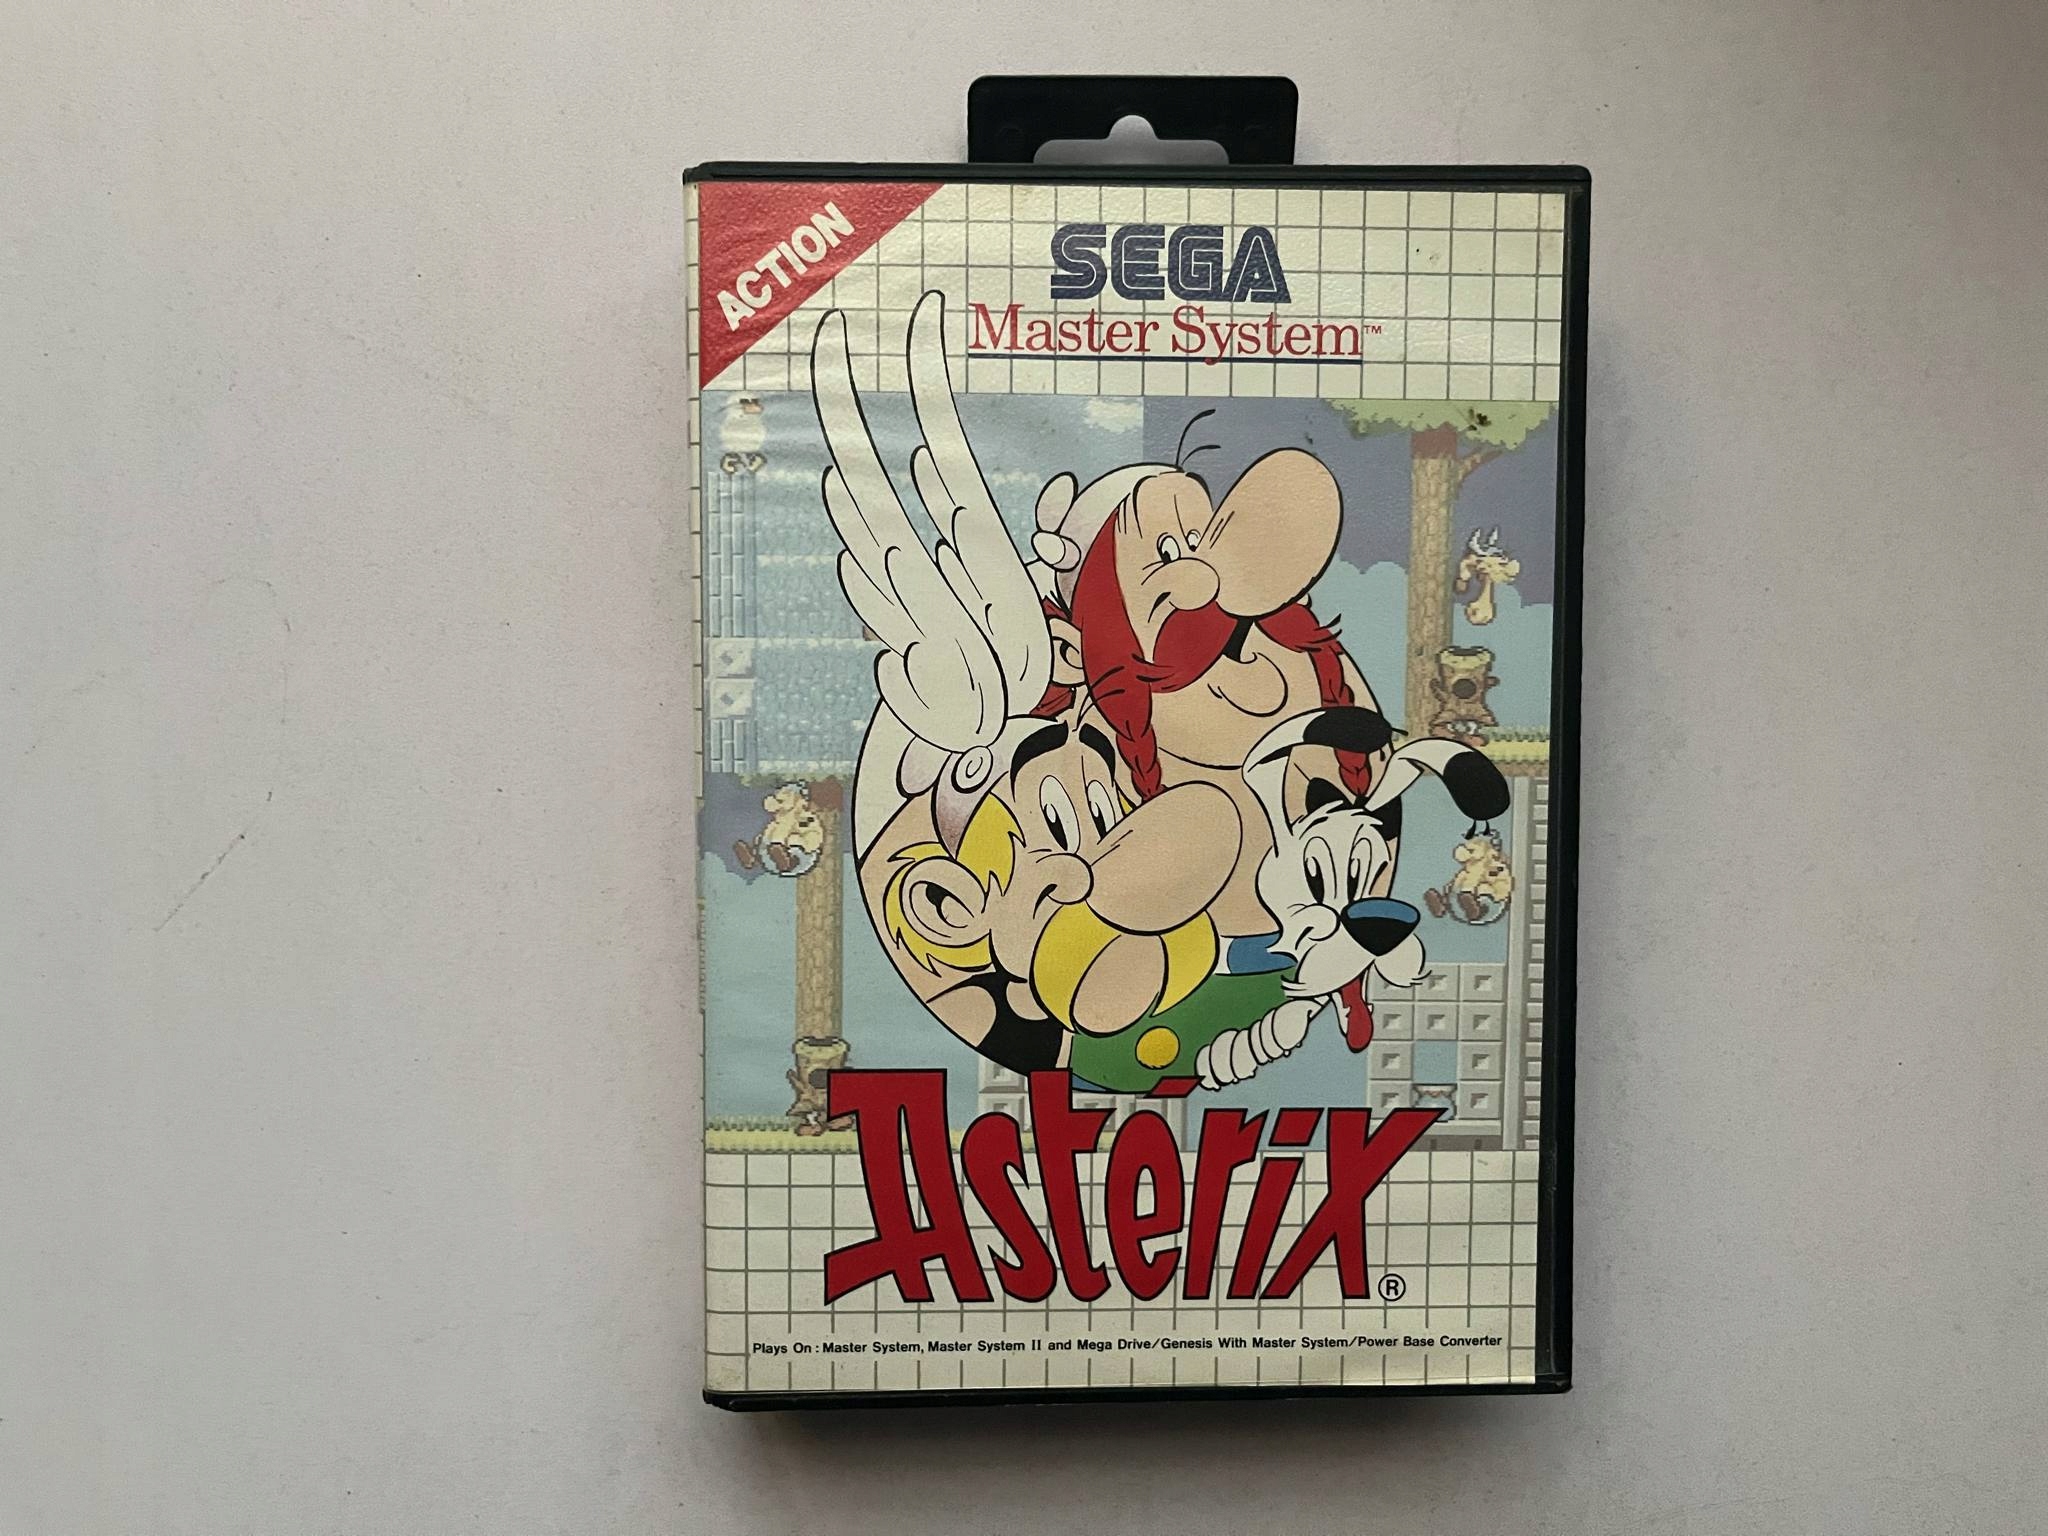 ACTION
SEGA
Master System™
Astérix®
Plays On : Master System, Master System II and Mega Drive/Genesis With Master System/Power Base Converter